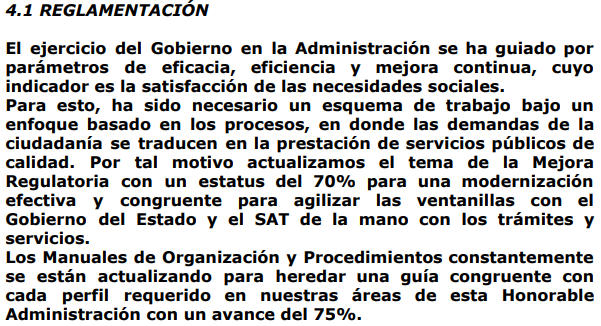 4.1 REGLAMENTACIÓN
El ejercicio del Gobierno en la Administración se ha guiado por
parámetros de eficacia, eficiencia y mejora continua, cuyo
indicador es la satisfacción de las necesidades sociales.
Para esto, ha sido necesario un esquema de trabajo bajo un
enfoque basado en los procesos, en donde las demandas de la
ciudadanía se traducen en la prestación de servicios públicos de
calidad. Por tal motivo actualizamos el tema de la Mejora
Regulatoria con un estatus del 70% para una modernización
efectiva y congruente para agilizar las ventanillas con el
Gobierno del Estado y el SAT de la mano con los trámites y
servicios.
Los Manuales de Organización y Procedimientos constantemente
se están actualizando para heredar una guía congruente con
cada perfil requerido en nuestras áreas de esta Honorable
Administración con un avance del 75%.